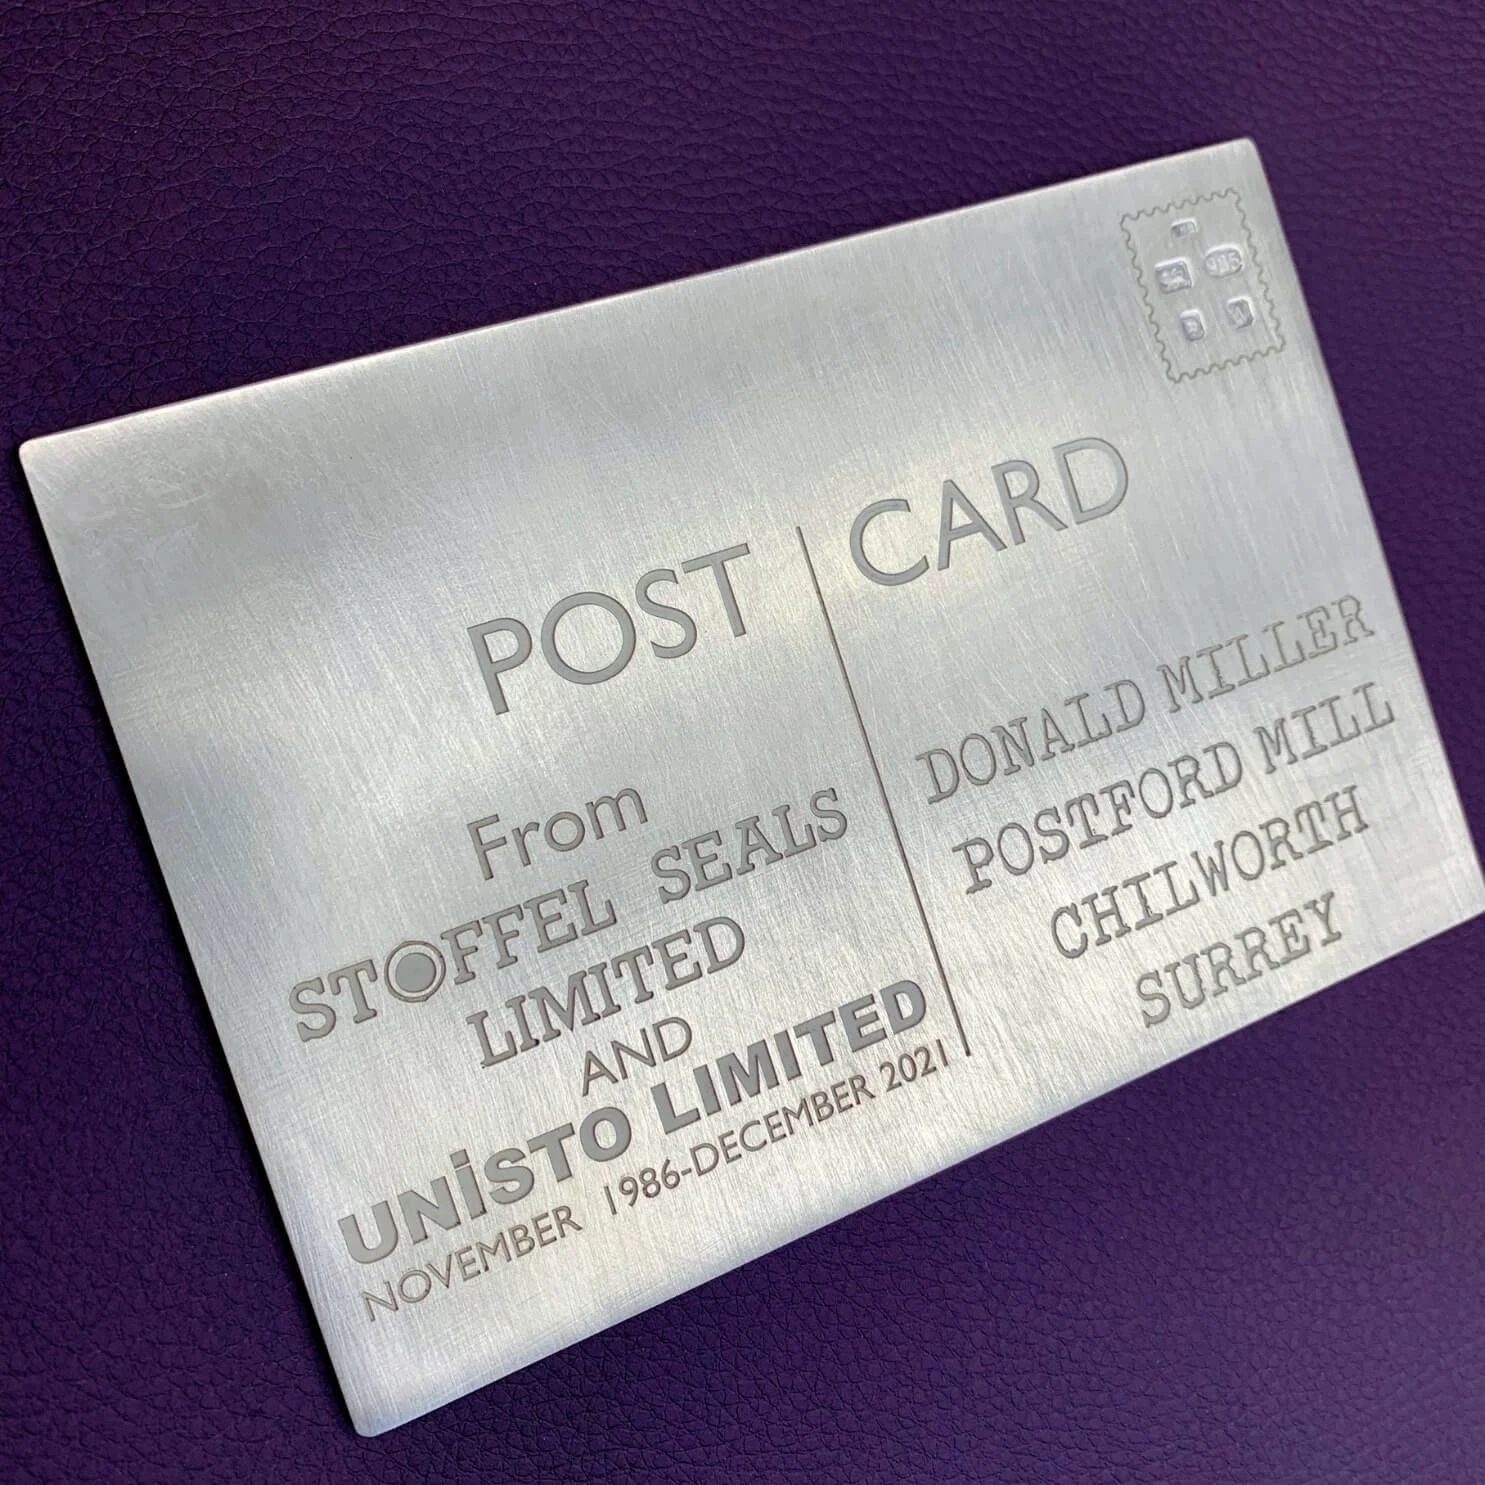 POST CARD
From
STOFFEL SEALS
LIMITED
AND
UNiSTO LIMITED
NOVEMBER 1986-DECEMBER 2021
DONALD MILLER
POSTFORD MILL
CHILWORTH
SURREY
925